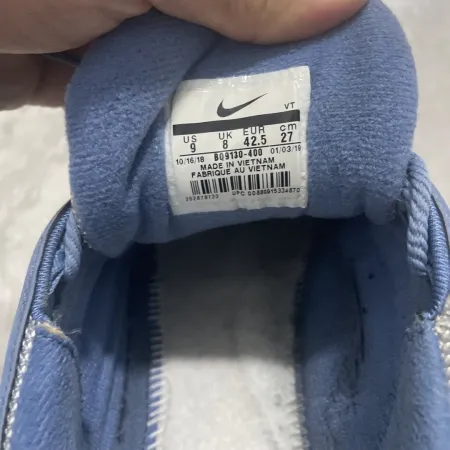 VT
US UK EUR cm
9 8 42.5 27
10/16/18 BQ9130-400 01/03/19
MADE IN VIETNAM
FABRIQUE AU VIETNAM